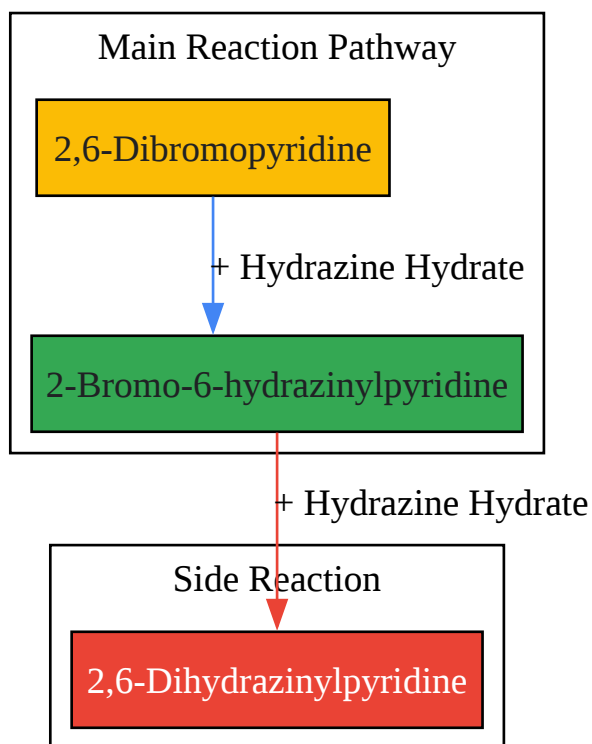 Main Reaction Pathway
2,6-Dibromopyridine
+ Hydrazine Hydrate
2-Bromo-6-hydrazinylpyridine
+ Hydrazine Hydrate
Side Reaction
2,6-Dihydrazinylpyridine